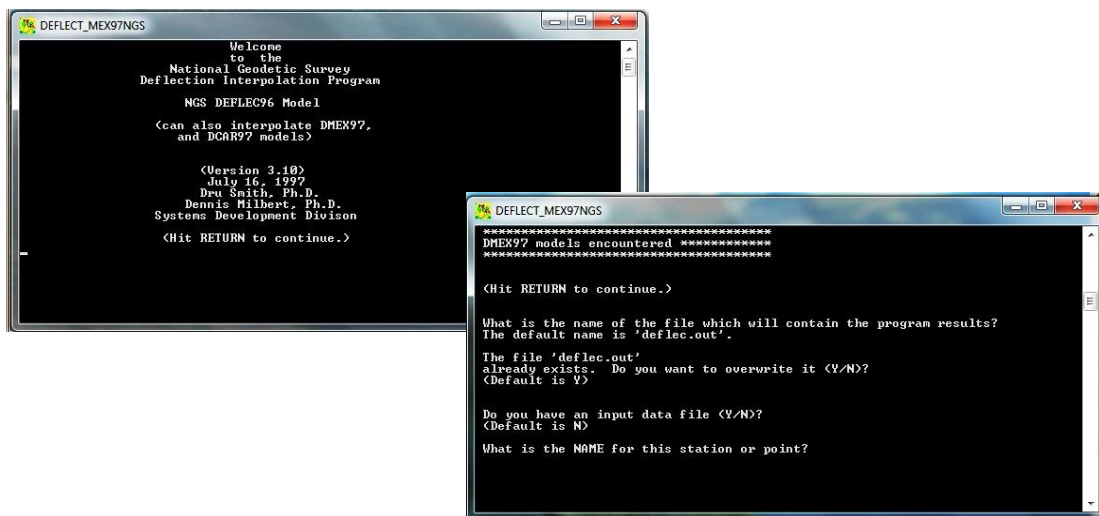 DEFLECT_MEX97NGS
Welcome
to the
National Geodetic Survey
Deflection Interpolation Program
NGS DEFLEC96 Model
(can also interpolate DMEX97,
and DCAR97 models)
(Version 3.10)
July 16, 1997
Dru Smith, Ph.D.
Dennis Milbert, Ph.D.
Systems Development Divison
(Hit RETURN to continue.)
DEFLECT_MEX97NGS
****************************************
DMEX97 models encountered *************
****************************************
(Hit RETURN to continue.)
What is the name of the file which will contain the program results?
The default name is 'deflec.out'.
The file 'deflec.out'
already exists. Do you want to overwrite it (Y/N)?
(Default is Y)
Do you have an input data file (Y/N)?
(Default is N)
What is the NAME for this station or point?